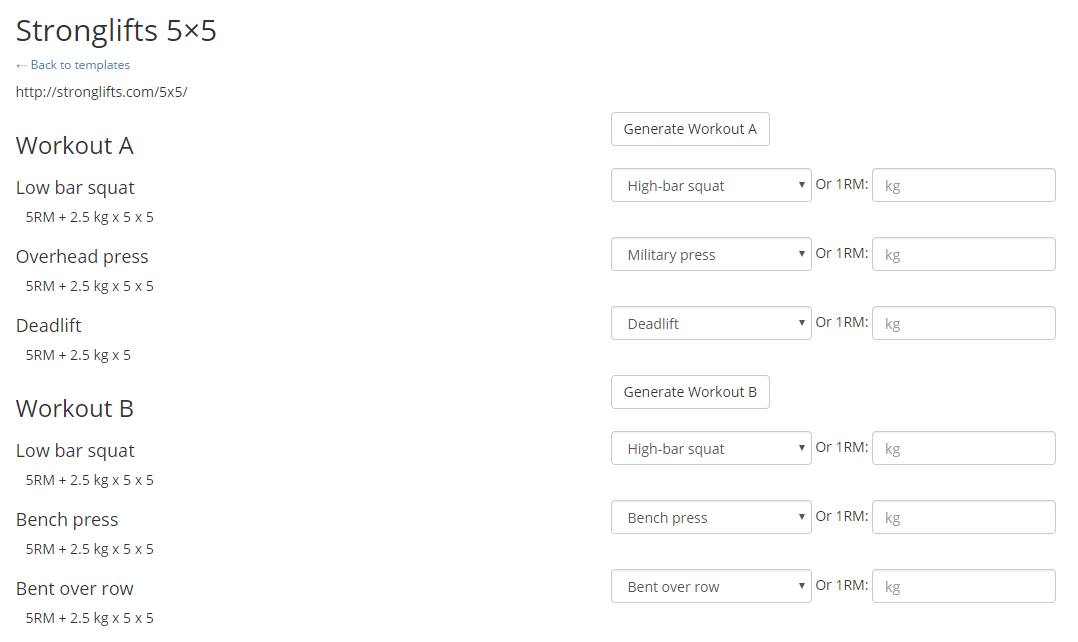 Stronglifts 5×5
←Back to templates
http://stronglifts.com/5x5/
Workout A
Generate Workout A
Low bar squat
High-bar squat ▾ Or 1RM: kg
5RM + 2.5 kg x 5 x 5
Overhead press
Military press ▾ Or 1RM: kg
5RM + 2.5 kg x 5 x 5
Deadlift
Deadlift ▾ Or 1RM: kg
5RM + 2.5 kg x 5
Workout B
Generate Workout B
Low bar squat
High-bar squat ▾ Or 1RM: kg
5RM + 2.5 kg x 5 x 5
Bench press
Bench press ▾ Or 1RM: kg
5RM + 2.5 kg x 5 x 5
Bent over row
Bent over row ▾ Or 1RM: kg
5RM + 2.5 kg x 5 x 5